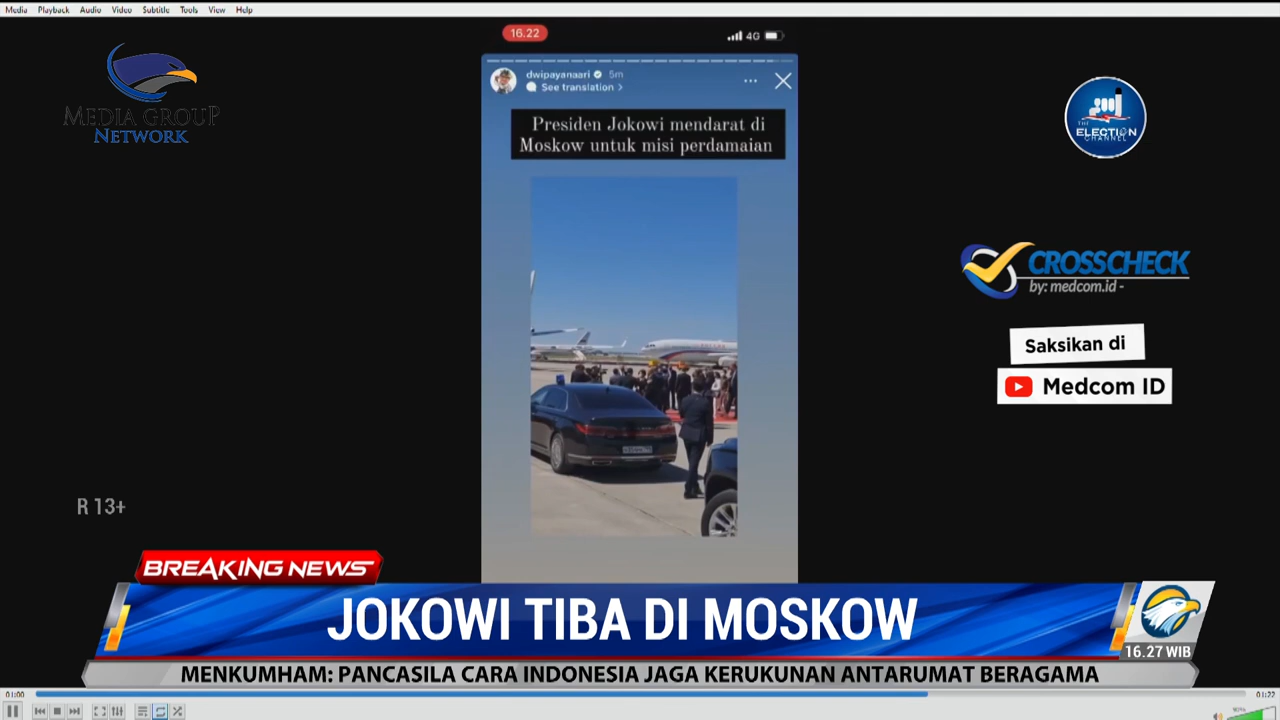 Media Playback Audio Video Subtitle Tools View Help
16.22
4G
dwipayanaari 5m
See translation >
Presiden Jokowi mendarat di
Moskow untuk misi perdamaian
MEDIA GROUP
NETWORK
THE
ELECTION
CHANNEL
CROSSCHECK
by: medcom.id -
Saksikan di
Medcom ID
R 13+
BREAKING NEWS
JOKOWI TIBA DI MOSKOW
16.27 WIB
MENKUMHAM: PANCASILA CARA INDONESIA JAGA KERUKUNAN ANTARUMAT BERAGAMA
01:00
01:22